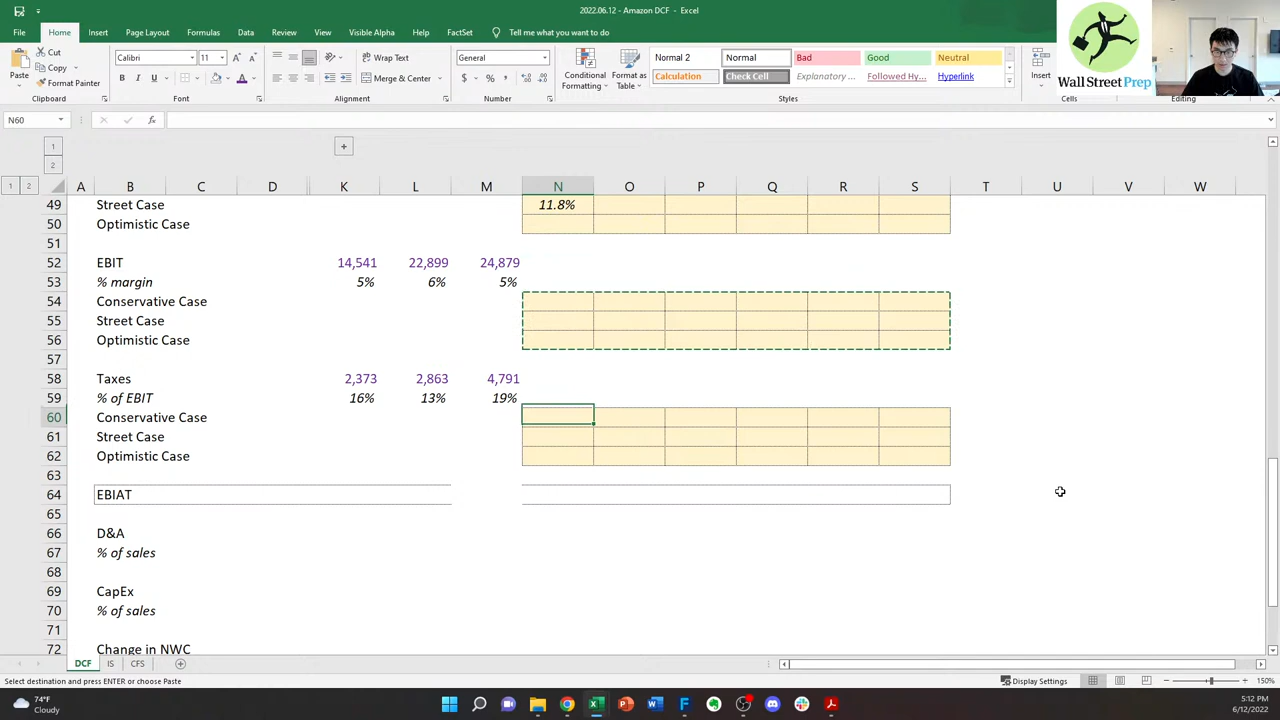 2022.06.12 - Amazon DCF - Excel
File Home Insert Page Layout Formulas Data Review View Visible Alpha Help FactSet Tell me what you want to do
Paste Cut Copy Format Painter
Calibri 11 B I U A
Wrap Text Merge & Center
General $ %
Conditional Formatting Format as Table
Normal 2 Normal Bad Good Neutral
Calculation Check Cell Explanatory ... Followed Hy... Hyperlink
Insert
Clipboard Font Alignment Number Styles Cells Editing
Wall Street Prep
N60 fx
1
2
1 2
A B C D K L M N O P Q R S T U V W
49 Street Case 11.8%
50 Optimistic Case
51
52 EBIT 14,541 22,899 24,879
53 % margin 5% 6% 5%
54 Conservative Case
55 Street Case
56 Optimistic Case
57
58 Taxes 2,373 2,863 4,791
59 % of EBIT 16% 13% 19%
60 Conservative Case
61 Street Case
62 Optimistic Case
63
64 EBIAT
65
66 D&A
67 % of sales
68
69 CapEx
70 % of sales
71
72 Change in NWC
DCF IS CFS
Select destination and press ENTER or choose Paste Display Settings 150%
74°F
Cloudy
5:12 PM
6/12/2022